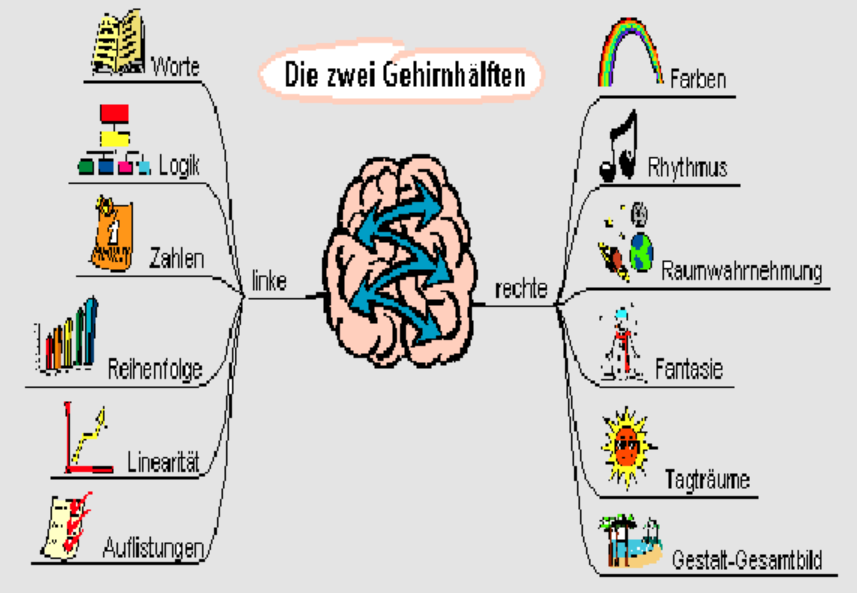 Die zwei Gehirnhälften
linke
Worte
Logik
Zahlen
Reihenfolge
Linearität
Auflistungen
rechte
Farben
Rhythmus
Raumwahrnehmung
Fantasie
Tagträume
Gestalt-Gesamtbild